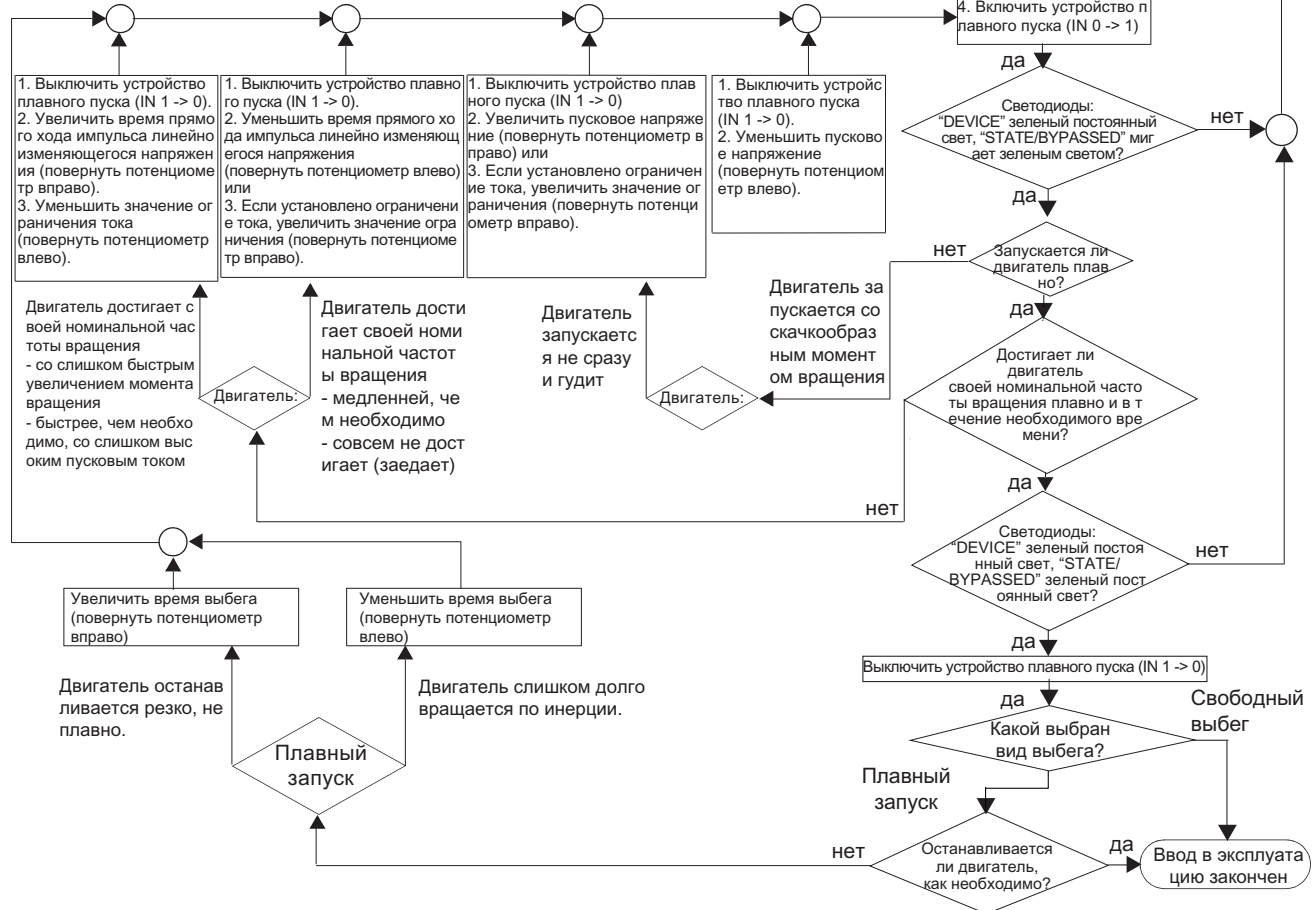 4. Включить устройство п
лавного пуска (IN 0 -> 1)
да
1. Выключить устройство
плавного пуска (IN 1 -> 0).
2. Увеличить время прямо
го хода импульса линейно
изменяющегося напряжен
ия (повернуть потенциоме
тр вправо).
3. Уменьшить значение ог
раничения тока
(повернуть потенциометр
влево).
1. Выключить устройство плавно
го пуска (IN 1 -> 0).
2. Уменьшить время прямого хо
да импульса линейно изменяющ
егося напряжения
(повернуть потенциометр влево)
или
3. Если установлено ограничени
е тока, увеличить значение огра
ничения (повернуть потенциоме
тр вправо).
1. Выключить устройство плав
ного пуска (IN 1 -> 0)
2. Увеличить пусковое напряже
ние (повернуть потенциометр в
право) или
3. Если установлено ограничен
ие тока, увеличить значение ог
раничения (повернуть потенци
ометр вправо).
1. Выключить устройс
тво плавного пуска
(IN 1 -> 0).
2. Уменьшить пусково
е напряжение
(повернуть потенциом
етр влево).
Светодиоды:
“DEVICE” зеленый постоянный
свет, “STATE/BYPASSED” миг
ает зеленым светом?
нет
да
нет
Запускается ли
двигатель плав
но?
да
Двигатель достигает с
воей номинальной час
тоты вращения
- со слишком быстрым
увеличением момента
вращения
- быстрее, чем необхо
димо, со слишком выс
оким пусковым током
Двигатель:
Двигатель дости
гает своей номи
нальной частот
ы вращения
- медленней, че
м необходимо
- совсем не дост
игает (заедает)
Двигатель
запускаетс
я не сразу
и гудит
Двигатель:
Двигатель за
пускается со
скачкообраз
ным момент
ом вращения
Достигает ли
двигатель
своей номинальной часто
ты вращения плавно и в т
ечение необходимого вре
мени?
нет
да
Светодиоды:
“DEVICE” зеленый постоя
нный свет, “STATE/
BYPASSED” зеленый пост
оянный свет?
нет
да
Увеличить время выбега
(повернуть потенциометр
вправо)
Уменьшить время выбега
(повернуть потенциометр
влево)
Выключить устройство плавного пуска (IN 1 -> 0)
да
Двигатель останав
ливается резко, не
плавно.
Двигатель слишком долго
вращается по инерции.
Плавный
запуск
Какой выбран
вид выбега?
Свободный
выбег
Плавный
запуск
нет
Останавливается
ли двигатель,
как необходимо?
да
Ввод в эксплуата
цию закончен